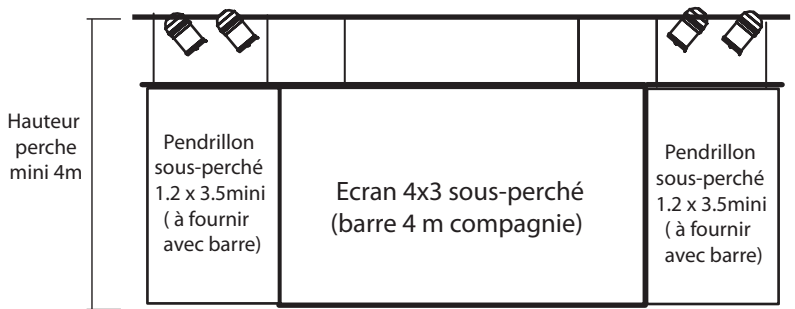 Hauteur
perche
mini 4m
Pendrillon
sous-perché
1.2 x 3.5mini
( à fournir
avec barre)
Ecran 4x3 sous-perché
(barre 4 m compagnie)
Pendrillon
sous-perché
1.2 x 3.5mini
( à fournir
avec barre)